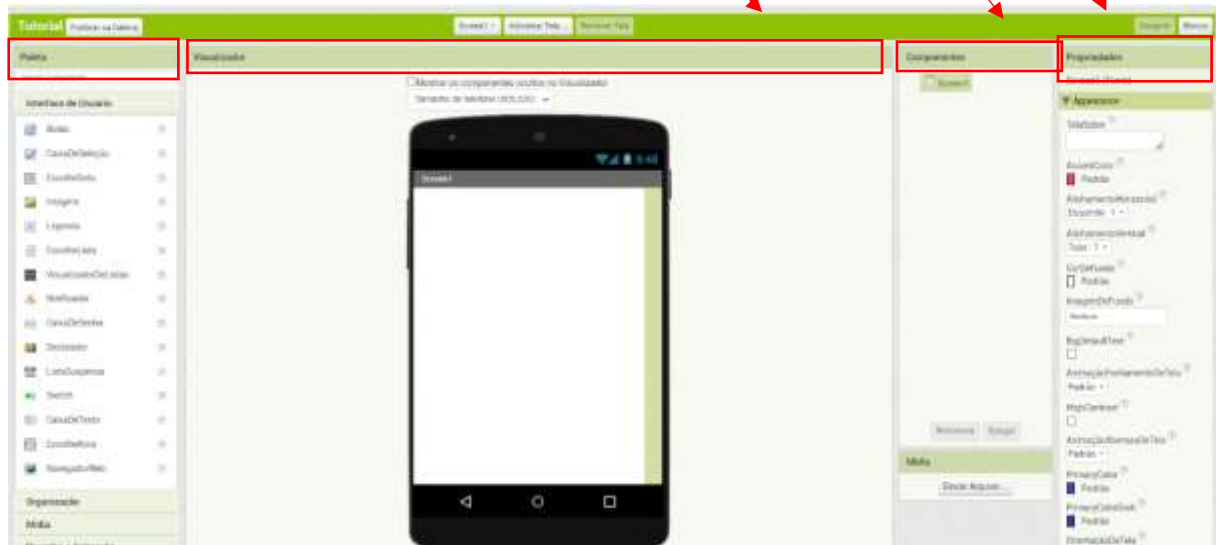 Tutorial
Publicar na Galeria
Screen1
Adicionar Tela ...
Remover Tela
Designer
Blocos
Paleta
Visualizador
Componentes
Propriedades
Mostrar os componentes ocultos no Visualizador
Screen1
Interface de Usuário
Botão
CaixaDeSeleção
EscolheData
Imagem
Legenda
EscolheLista
VisualizadorDeListas
Notificador
CaixaDeSenha
Deslizador
ListaSuspensa
Switch
CaixaDeTexto
EscolheHora
NavegadorWeb
Organização
Mídia
Screen1
Renomear
Apagar
Mídia
Enviar Arquivo ...
Appearance
TelaSobre
AccentColor
Padrão
AlinhamentoHorizontal
Esquerda : 1
AlinhamentoVertical
Topo : 1
CorDeFundo
Padrão
ImagemDeFundo
BigDefaultText
AnimaçãoFechamentoDeTela
Padrão
HighContrast
AnimaçãoAberturaDeTela
Padrão
PrimaryColor
Padrão
PrimaryColorDark
Padrão
OrientaçãoDaTela